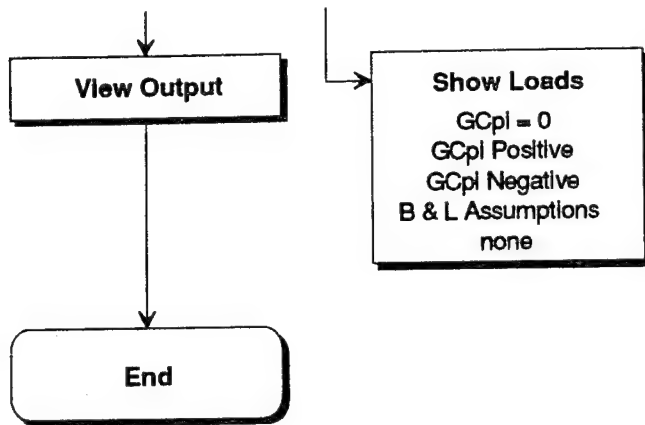 View Output
Show Loads
GCpi = 0
GCpi Positive
GCpi Negative
B & L Assumptions
none
End